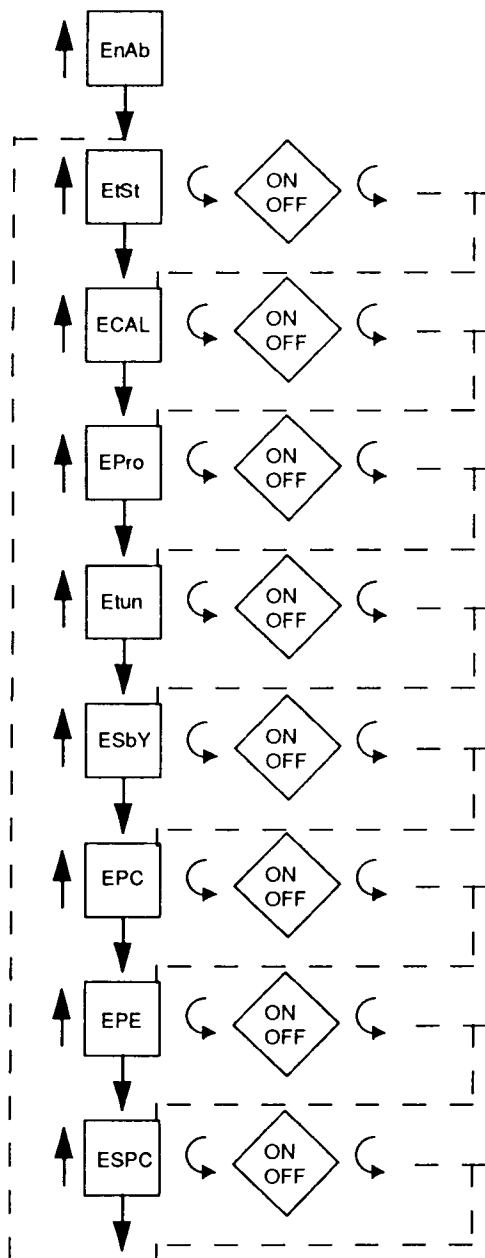 EnAb
EtSt
ON
OFF
ECAL
ON
OFF
EPro
ON
OFF
Etun
ON
OFF
ESbY
ON
OFF
EPC
ON
OFF
EPE
ON
OFF
ESPC
ON
OFF